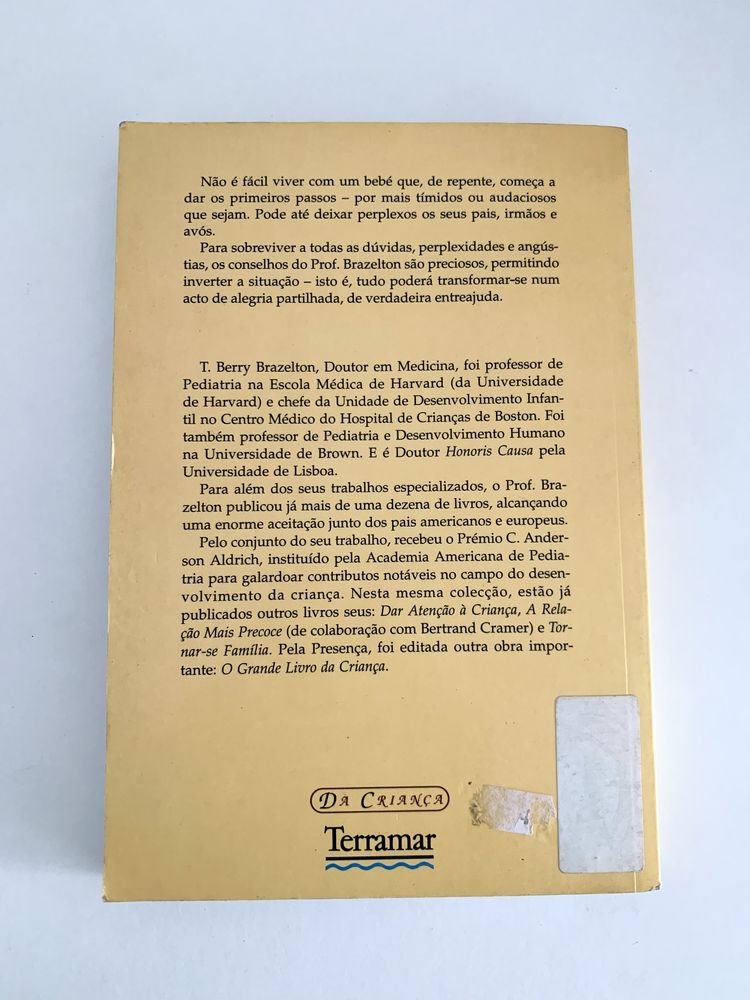 Não é fácil viver com um bebé que, de repente, começa a
dar os primeiros passos – por mais tímidos ou audaciosos
que sejam. Pode até deixar perplexos os seus pais, irmãos e
avós.
Para sobreviver a todas as dúvidas, perplexidades e angús-
tias, os conselhos do Prof. Brazelton são preciosos, permitindo
inverter a situação – isto é, tudo poderá transformar-se num
acto de alegria partilhada, de verdadeira entreajuda.
T. Berry Brazelton, Doutor em Medicina, foi professor de
Pediatria na Escola Médica de Harvard (da Universidade
de Harvard) e chefe da Unidade de Desenvolvimento Infan-
til no Centro Médico do Hospital de Crianças de Boston. Foi
também professor de Pediatria e Desenvolvimento Humano
na Universidade de Brown. E é Doutor Honoris Causa pela
Universidade de Lisboa.
Para além dos seus trabalhos especializados, o Prof. Bra-
zelton publicou já mais de uma dezena de livros, alcançando
uma enorme aceitação junto dos pais americanos e europeus.
Pelo conjunto do seu trabalho, recebeu o Prémio C. Ander-
son Aldrich, instituído pela Academia Americana de Pedia-
tria para galardoar contributos notáveis no campo do desen-
volvimento da criança. Nesta mesma colecção, estão já
publicados outros livros seus: Dar Atenção à Criança, A Rela-
ção Mais Precoce (de colaboração com Bertrand Cramer) e Tor-
nar-se Família. Pela Presença, foi editada outra obra impor-
tante: O Grande Livro da Criança.
DA CRIANÇA
Terramar